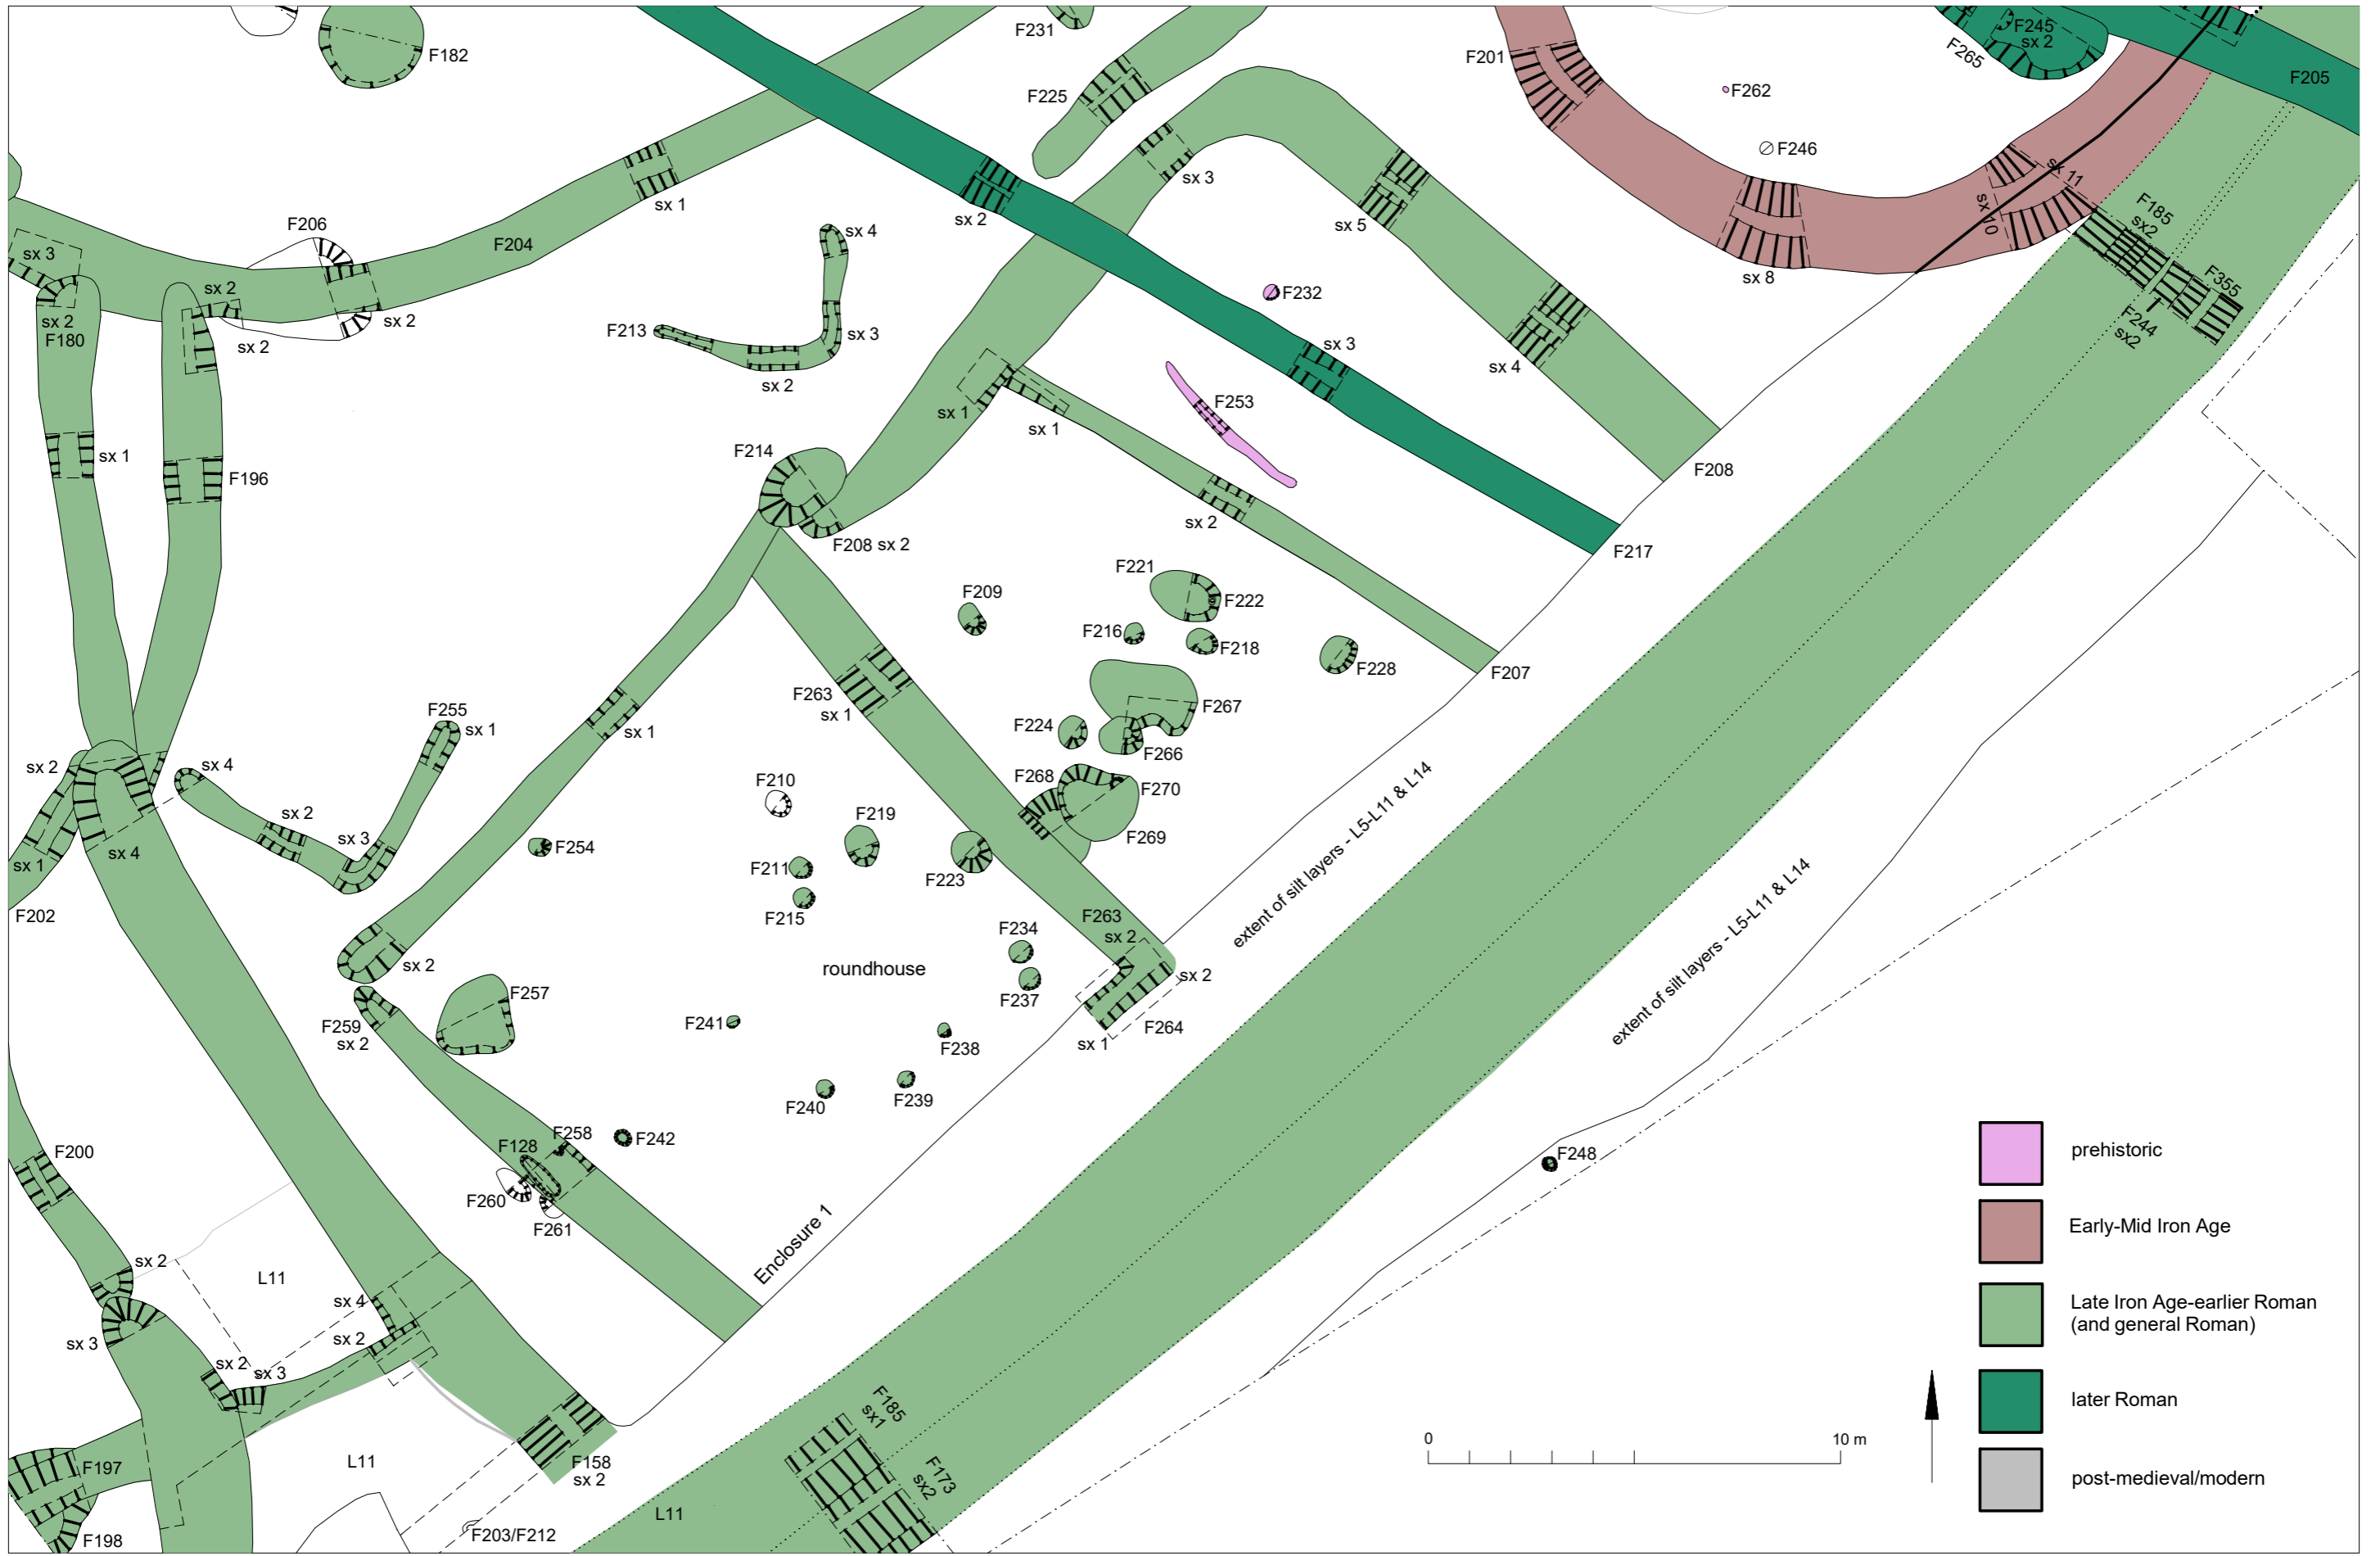 F231
F182
F201
F245
sx 2
F265
F205
F225
F262
F246
sx 3
sx 11
sx 10
F185
sx2
F355
F244
sx2
sx 1
sx 2
sx 5
F206
F204
sx 4
sx 8
sx 3
sx 2
F180
sx 2
sx 2
sx 2
F213
sx 3
sx 2
F232
sx 3
sx 4
F253
sx 1
sx 1
sx 1
F214
F196
F208
sx 2
F208 sx 2
F217
F209
F221
F222
F216
F218
F228
F207
F263
sx 1
F267
F224
F266
F255
sx 1
sx 1
sx 2
sx 4
F210
F268
F270
F269
sx 2
sx 3
F219
F254
F211
F223
F215
sx 1
sx 4
F202
extent of silt layers - L5-L11 & L14
extent of silt layers - L5-L11 & L14
F263
sx 2
F234
F237
sx 2
sx 2
roundhouse
F257
F259
sx 2
F241
F238
F264
sx 1
F240
F239
F258
F128
F242
F260
F261
F200
F248
Enclosure 1
sx 2
L11
sx 4
sx 3
sx 2
sx 2
sx 3
L11
F158
sx 2
F197
F198
F203/F212
L11
F185
sx1
F173
sx2
0
10 m
prehistoric
Early-Mid Iron Age
Late Iron Age-earlier Roman
(and general Roman)
later Roman
post-medieval/modern